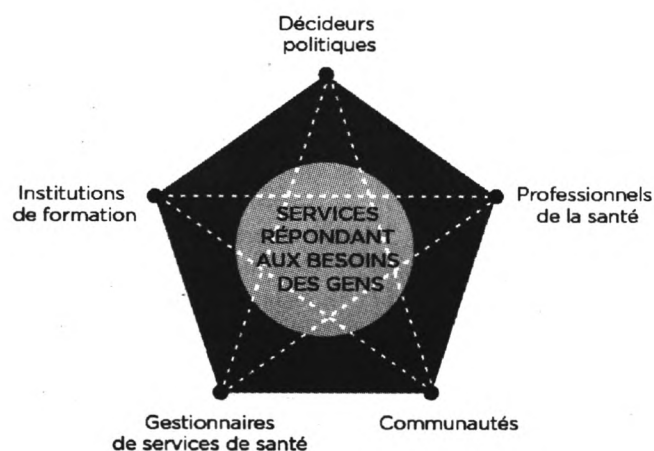 Décideurs
politiques
Institutions
de formation
Professionnels
de la santé
SERVICES
RÉPONDANT
AUX BESOINS
DES GENS
Gestionnaires
de services de santé
Communautés